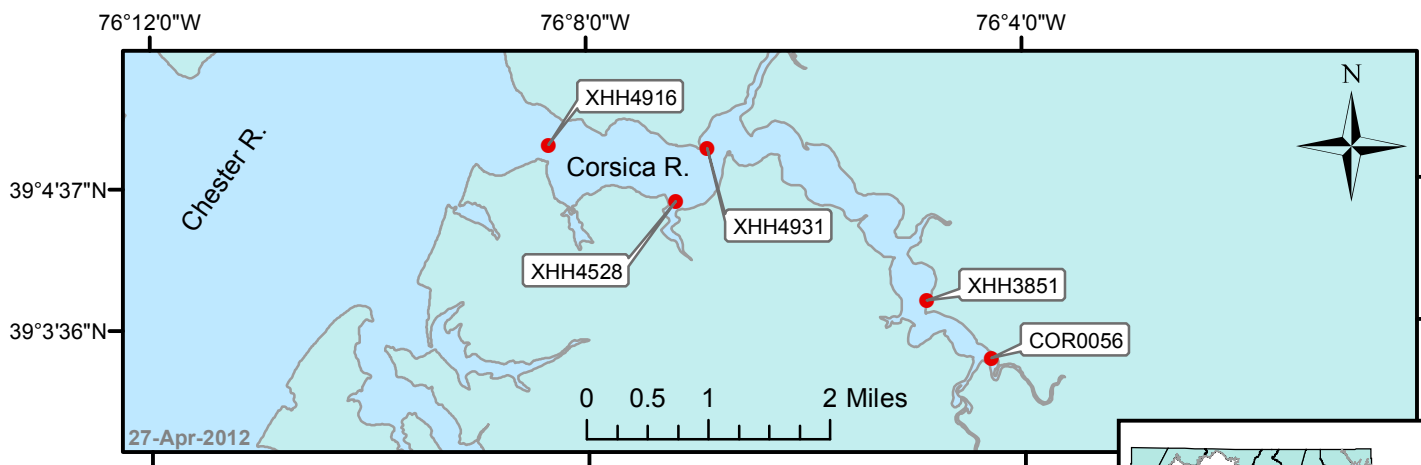 76°12'0"W
76°8'0"W
76°4'0"W
N
XHH4916
Chester R.
Corsica R.
39°4'37"N
XHH4931
XHH4528
XHH3851
39°3'36"N
COR0056
0 0.5 1 2 Miles
27-Apr-2012